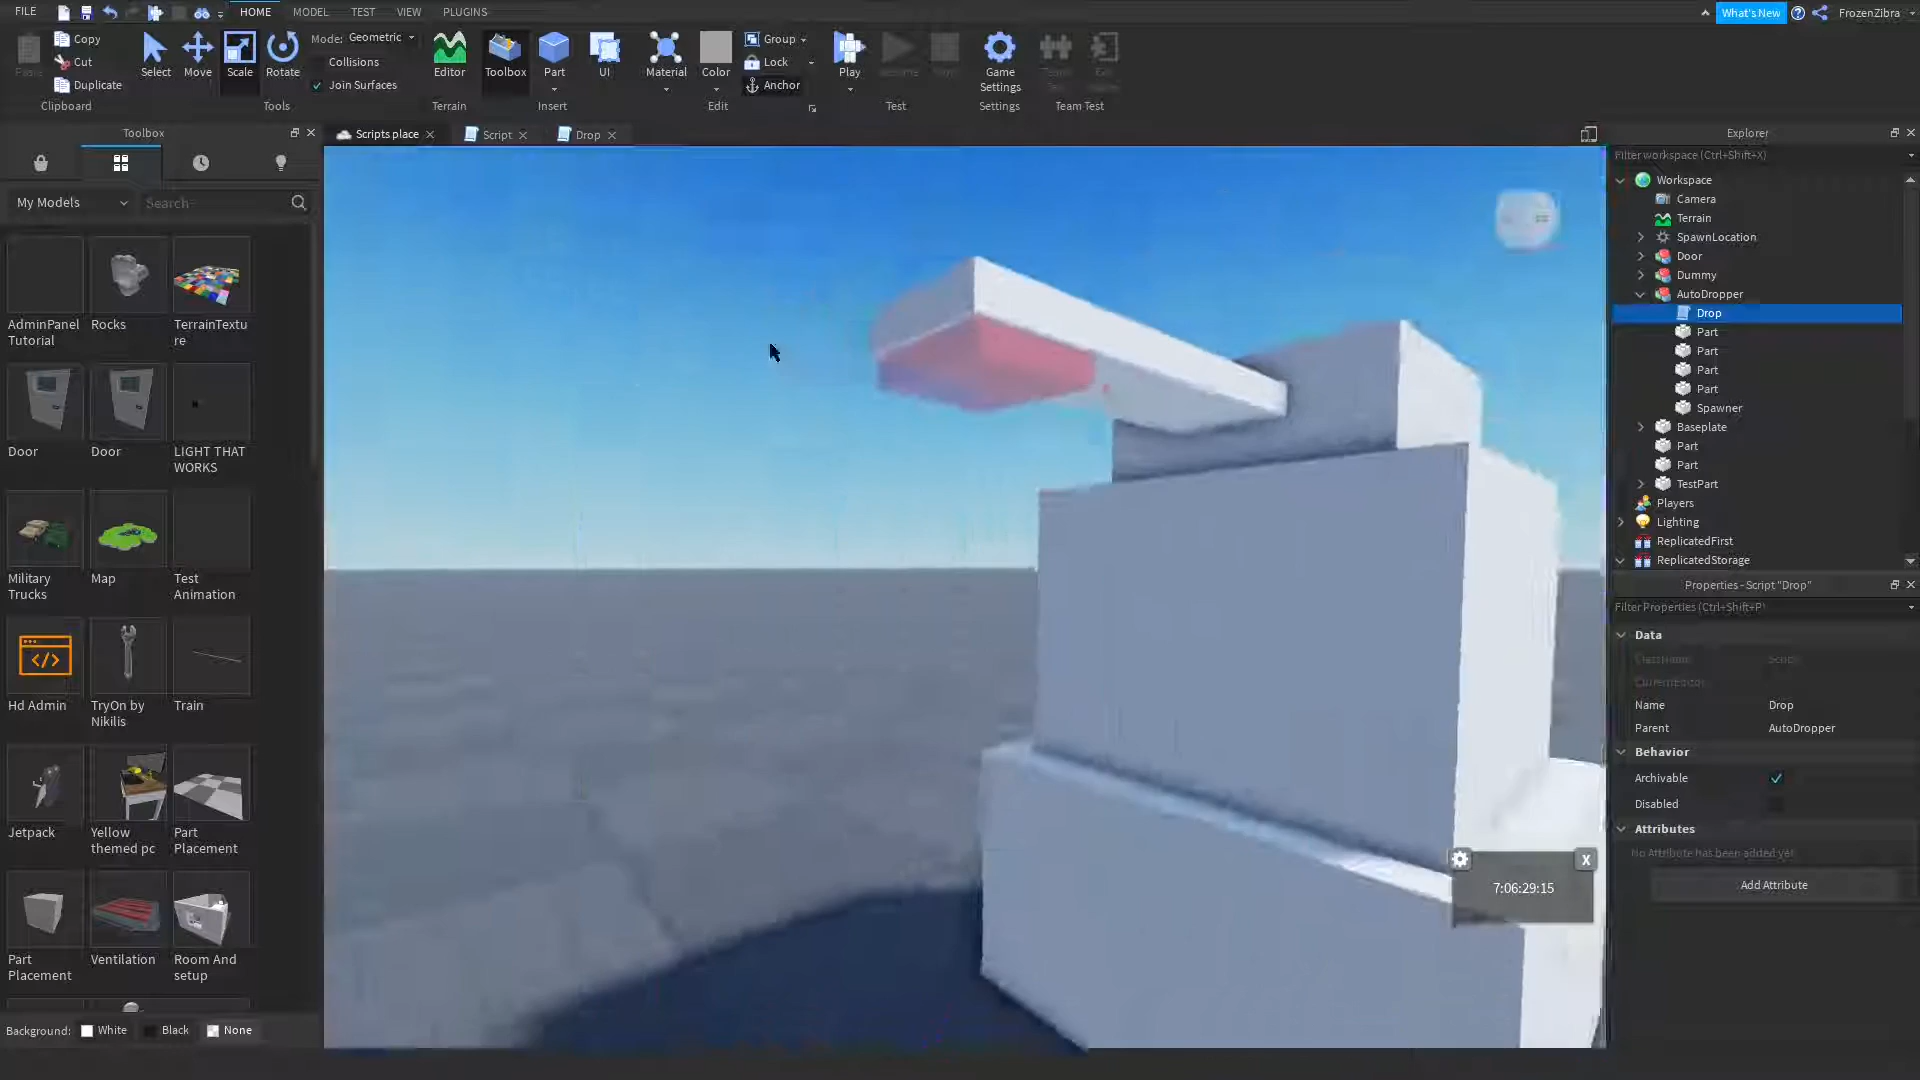 FILE
HOME
MODEL
TEST
VIEW
PLUGINS
What's New
FrozenZibra
Copy
Cut
Duplicate
Clipboard
Select
Move
Scale
Rotate
Mode: Geometric
Collisions
Join Surfaces
Tools
Editor
Terrain
Toolbox
Part
UI
Insert
Material
Color
Group
Lock
Anchor
Edit
Play
Test
Game
Settings
Settings
Team Test
Toolbox
Scripts place
Script
Drop
My Models
Search
AdminPanel
Tutorial
Rocks
TerrainTextu
re
Door
Door
LIGHT THAT
WORKS
Military
Trucks
Map
Test
Animation
Hd Admin
TryOn by
Nikilis
Train
Jetpack
Yellow
themed pc
Part
Placement
Part
Placement
Ventilation
Room And
setup
Background:
White
Black
None
7:06:29:15
X
Explorer
Filter workspace (Ctrl+Shift+X)
Workspace
Camera
Terrain
SpawnLocation
Door
Dummy
AutoDropper
Drop
Part
Part
Part
Part
Spawner
Baseplate
Part
Part
TestPart
Players
Lighting
ReplicatedFirst
ReplicatedStorage
Properties - Script "Drop"
Filter Properties (Ctrl+Shift+P)
Data
ClassName
Script
CurrentEditor
Name
Drop
Parent
AutoDropper
Behavior
Archivable
Disabled
Attributes
No Attribute has been added yet
Add Attribute